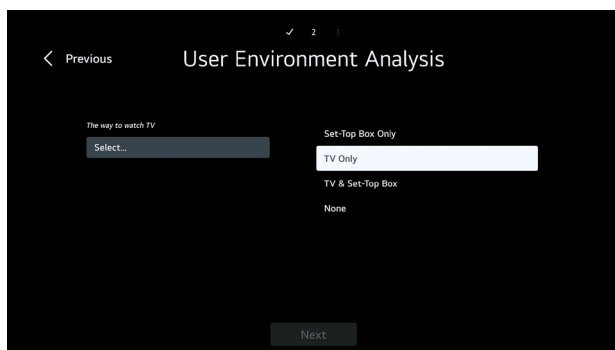 ✓ 2 3
Previous
User Environment Analysis
The way to watch TV
Select...
Set-Top Box Only
TV Only
TV & Set-Top Box
None
Next